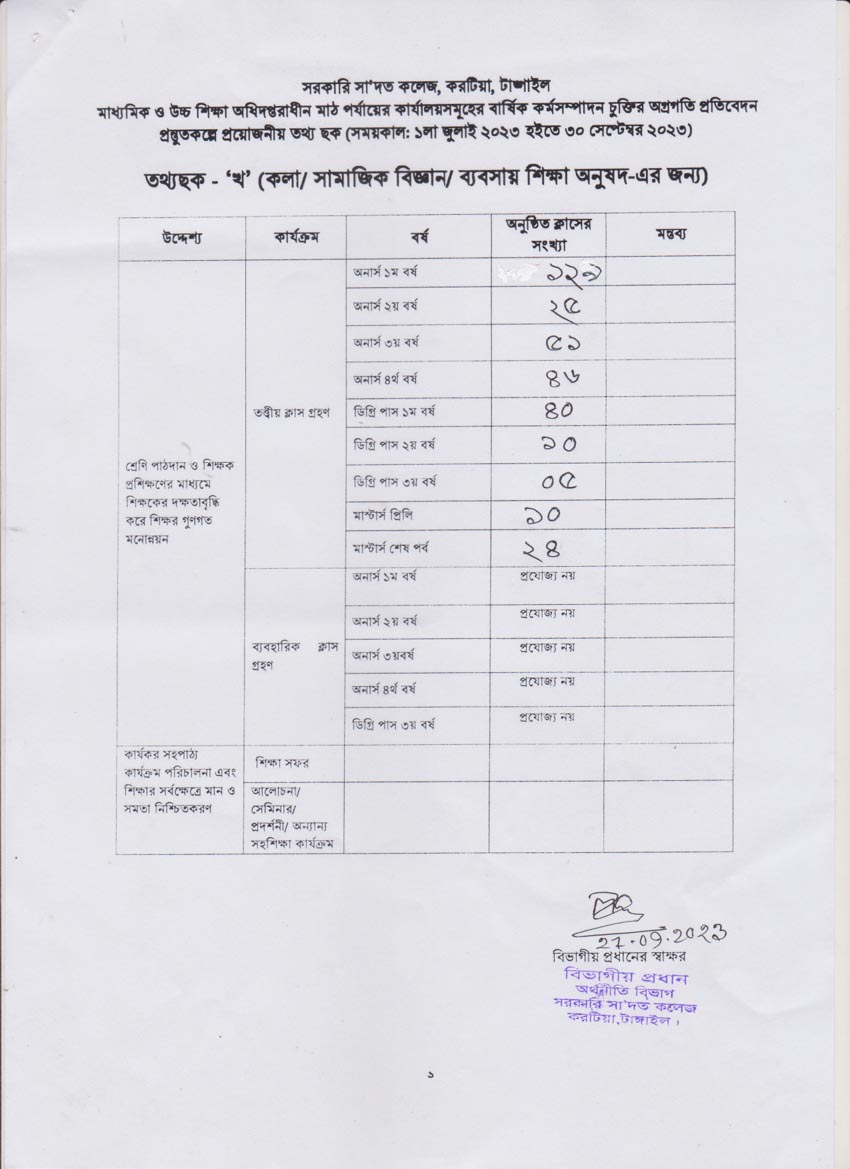 সরকারি সা'দত কলেজ, করটিয়া, টাঙ্গাইল
মাধ্যমিক ও উচ্চ শিক্ষা অধিদপ্তরাধীন মাঠ পর্যায়ের কার্যালয়সমূহের বার্ষিক কর্মসম্পাদন চুক্তির অগ্রগতি প্রতিবেদন
প্রস্তুতকল্পে প্রয়োজনীয় তথ্য ছক (সময়কাল: ১লা জুলাই ২০২৩ হইতে ৩০ সেপ্টেম্বর ২০২৩)
তথ্যছক - ‘খ’ (কলা/ সামাজিক বিজ্ঞান/ ব্যবসায় শিক্ষা অনুষদ-এর জন্য)
উদ্দেশ্য কার্যক্রম বর্ষ অনুষ্ঠিত ক্লাসের সংখ্যা মন্তব্য
শ্রেণি পাঠদান ও শিক্ষক
প্রশিক্ষণের মাধ্যমে
শিক্ষকের দক্ষতাবৃদ্ধি
করে শিক্ষর গুণগত
মনোন্নয়ন
তত্বীয় ক্লাস গ্রহণ
অনার্স ১ম বর্ষ ১২১
অনার্স ২য় বর্ষ ২৫
অনার্স ৩য় বর্ষ ৫১
অনার্স ৪র্থ বর্ষ ৪৬
ডিগ্রি পাস ১ম বর্ষ ৪০
ডিগ্রি পাস ২য় বর্ষ ১০
ডিগ্রি পাস ৩য় বর্ষ ০৫
মাস্টার্স প্রিলি ১০
মাস্টার্স শেষ পর্ব ২৪
ব্যবহারিক ক্লাস
গ্রহণ
অনার্স ১ম বর্ষ প্রযোজ্য নয়
অনার্স ২য় বর্ষ প্রযোজ্য নয়
অনার্স ৩য়বর্ষ প্রযোজ্য নয়
অনার্স ৪র্থ বর্ষ প্রযোজ্য নয়
ডিগ্রি পাস ৩য় বর্ষ প্রযোজ্য নয়
কার্যকর সহপাঠ্য
কার্যক্রম পরিচালনা এবং
শিক্ষার সর্বক্ষেত্রে মান ও
সমতা নিশ্চিতকরণ
শিক্ষা সফর
আলোচনা/
সেমিনার/
প্রদর্শনী/ অন্যান্য
সহশিক্ষা কার্যক্রম
27.09.2023
বিভাগীয় প্রধানের স্বাক্ষর
বিভাগীয় প্রধান
অর্থনীতি বিভাগ
সরকারি সা'দত কলেজ
করটিয়া,টাঙ্গাইল।
১